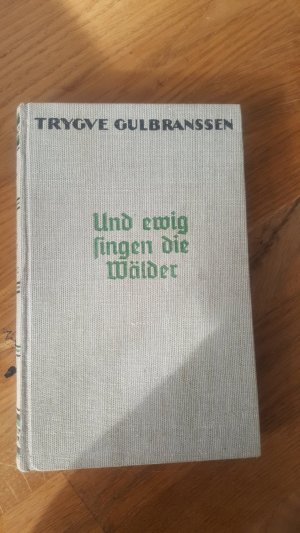 TRYGVE GULBRANSSEN
Und ewig
singen die
Wälder